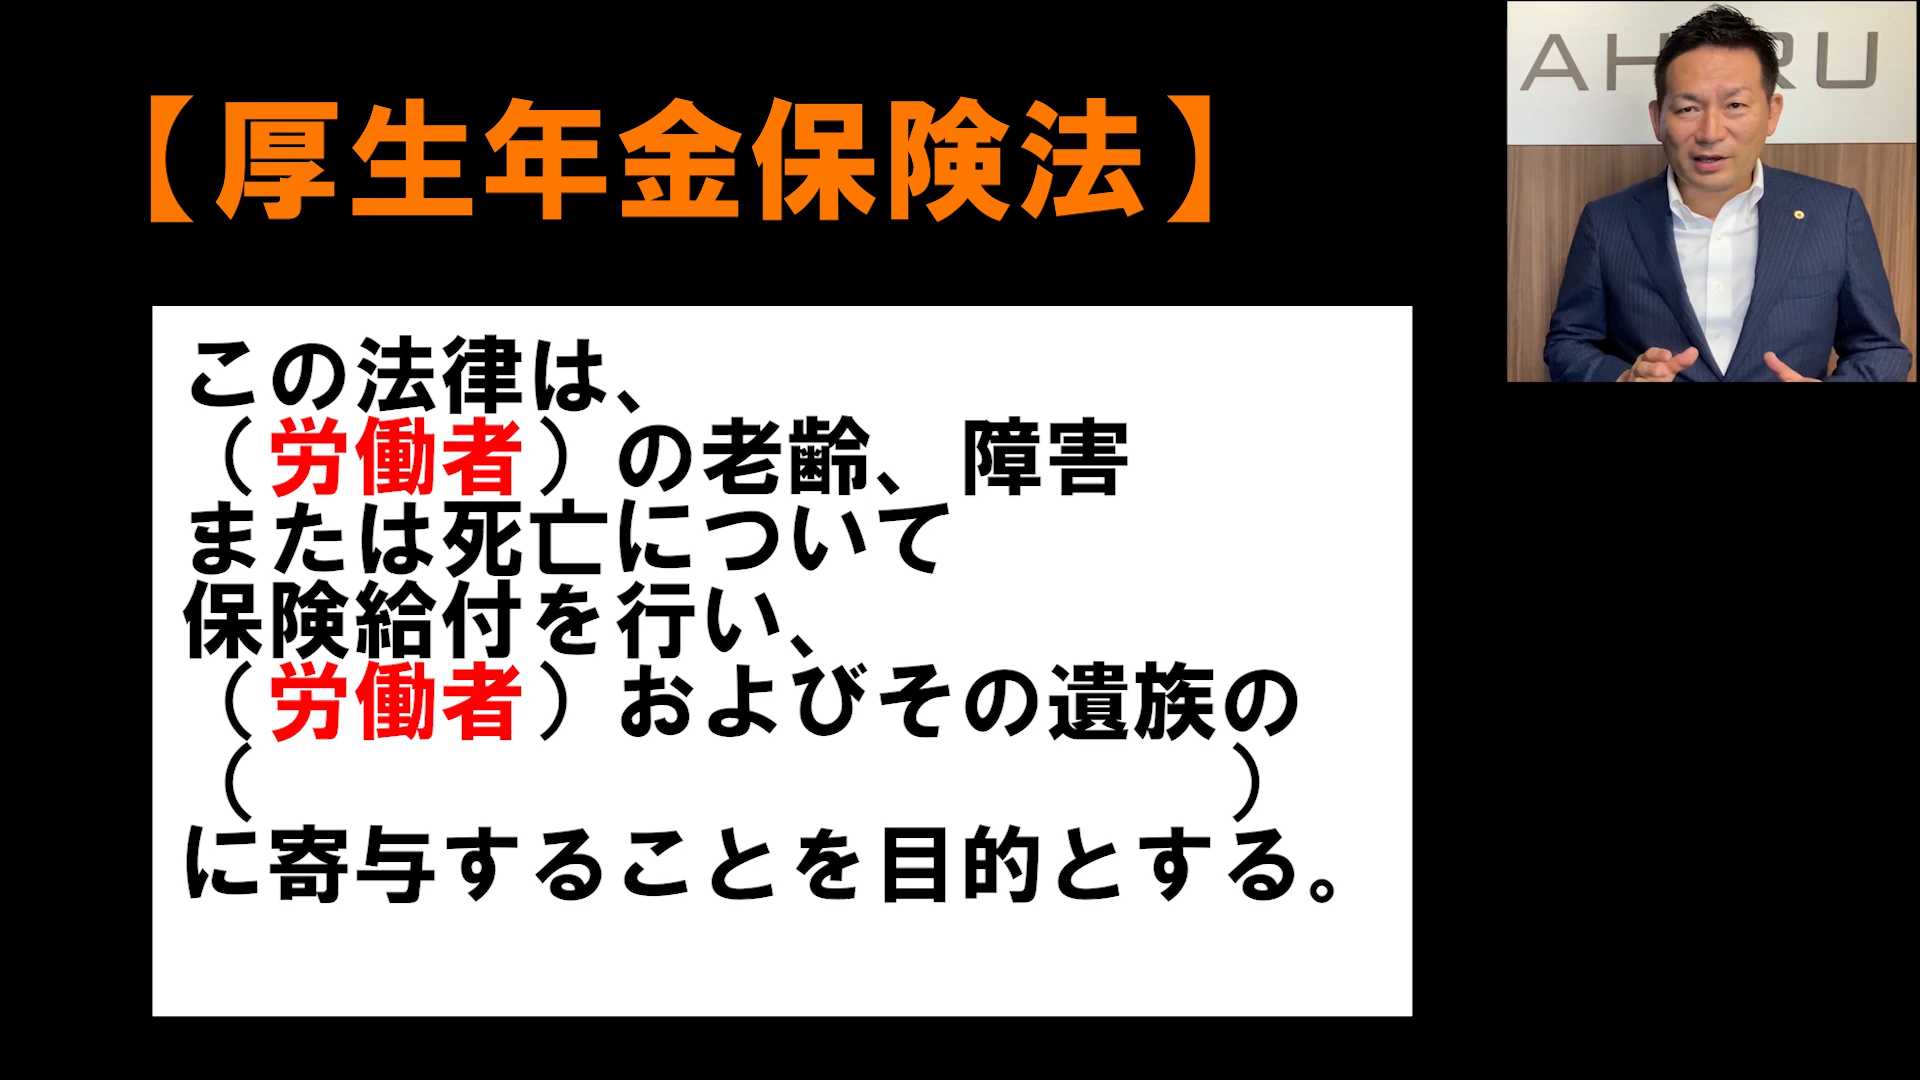 【厚生年金保険法】
この法律は、
（労働者）の老齢、障害
または死亡について
保険給付を行い、
（労働者）およびその遺族の
（　　　　　　　　　　　）
に寄与することを目的とする。
AH RU